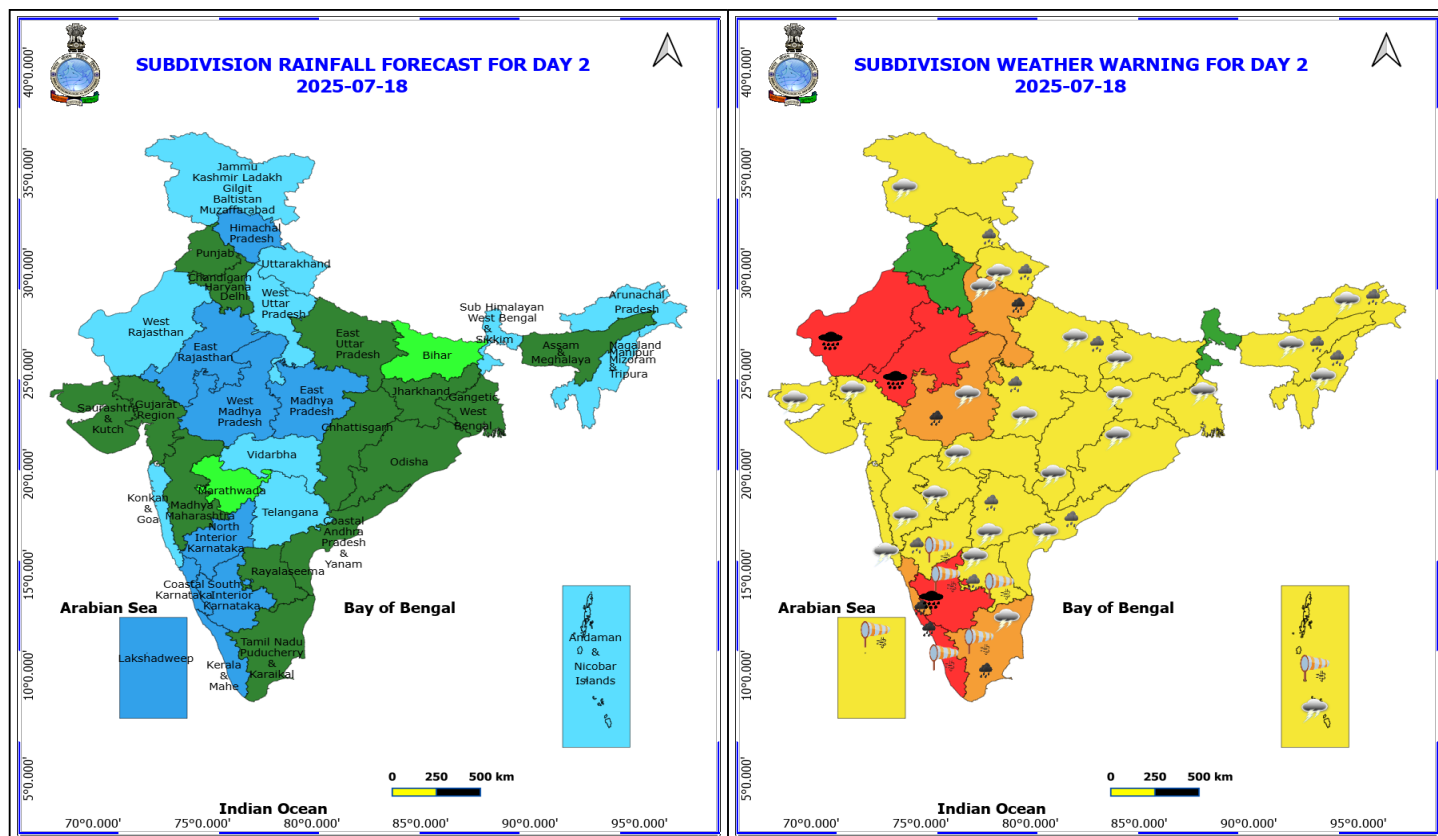 SUBDIVISION RAINFALL FORECAST FOR DAY 2
2025-07-18
40°0.000'
35°0.000'
30°0.000'
25°0.000'
20°0.000'
15°0.000'
10°0.000'
5°0.000'
Jammu
Kashmir Ladakh
Gilgit
Baltistan
Muzaffarabad
Himachal
Pradesh
Punjab
Uttarakhand
Chandigarh
Haryana
Delhi
West
Uttar
Pradesh
West
Rajasthan
East
Rajasthan
East
Uttar
Pradesh
Bihar
Sub Himalayan
West Bengal
&
Sikkim
Arunachal
Pradesh
Assam
&
Meghalaya
Nagaland
Manipur
Mizoram
&
Tripura
Saurashtra
&
Kutch
Gujarat
Region
West
Madhya
Pradesh
East
Madhya
Pradesh
Jharkhand
Gangetic
West
Bengal
Chhattisgarh
Vidarbha
Odisha
Konkan
&
Goa
Madhya
Maharashtra
Marathwada
Telangana
North
Interior
Karnataka
Coastal
Andhra
Pradesh
&
Yanam
Rayalaseema
Coastal
Karnataka
South
Interior
Karnataka
Arabian Sea
Bay of Bengal
Lakshadweep
Kerala
&
Mahe
Tamil Nadu
Puducherry
&
Karaikal
Andaman
&
Nicobar
Islands
0 250 500 km
Indian Ocean
70°0.000' 75°0.000' 80°0.000' 85°0.000' 90°0.000' 95°0.000'
SUBDIVISION WEATHER WARNING FOR DAY 2
2025-07-18
40°0.000'
35°0.000'
30°0.000'
25°0.000'
20°0.000'
15°0.000'
10°0.000'
5°0.000'
Arabian Sea
Bay of Bengal
0 250 500 km
Indian Ocean
70°0.000' 75°0.000' 80°0.000' 85°0.000' 90°0.000' 95°0.000'